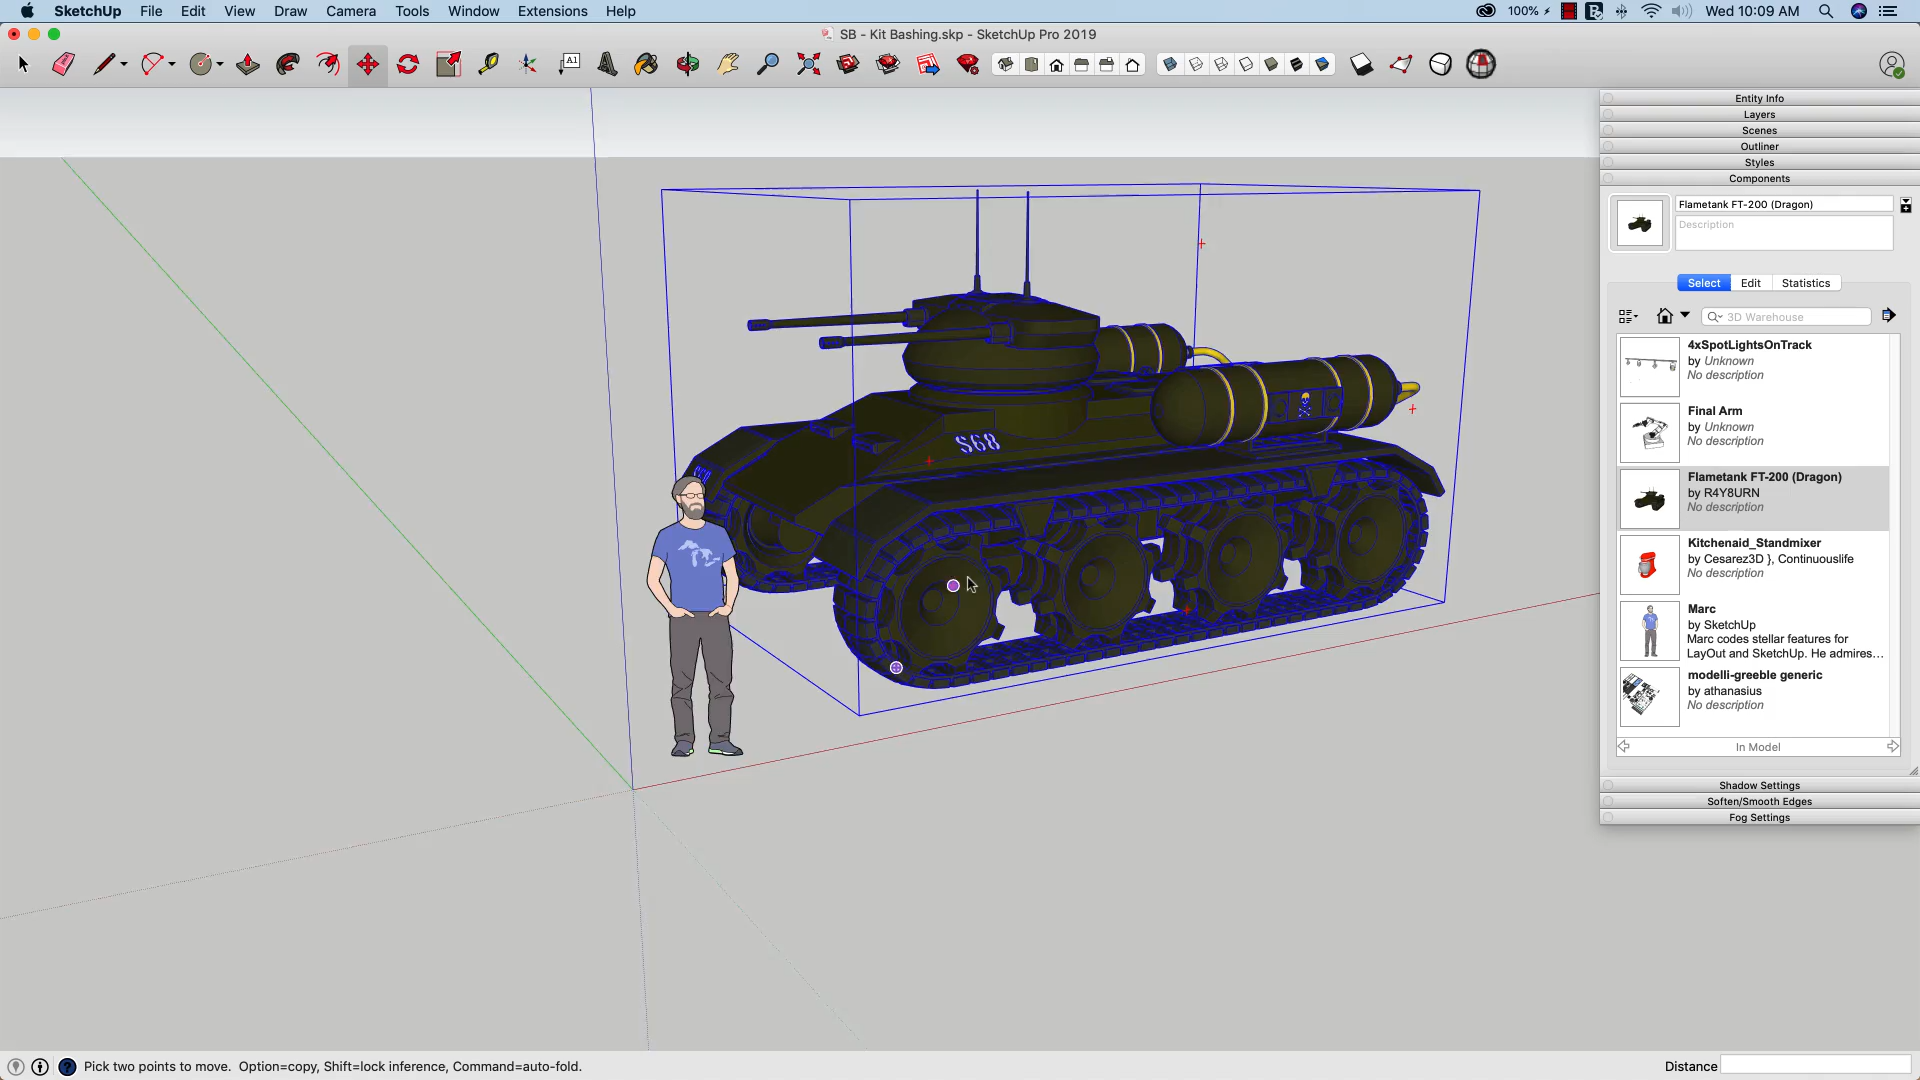 SketchUp File Edit View Draw Camera Tools Window Extensions Help 100% Wed 10:09 AM
SB - Kit Bashing.skp - SketchUp Pro 2019
A1
Entity Info
Layers
Scenes
Outliner
Styles
Components
Flametank FT-200 (Dragon)
Description
Select Edit Statistics
3D Warehouse
4xSpotLightsOnTrack
by Unknown
No description
Final Arm
by Unknown
No description
Flametank FT-200 (Dragon)
by R4Y8URN
No description
Kitchenaid_Standmixer
by Cesarez3D }, Continuouslife
No description
Marc
by SketchUp
Marc codes stellar features for
LayOut and SketchUp. He admires...
modelli-greeble generic
by athanasius
No description
In Model
Shadow Settings
Soften/Smooth Edges
Fog Settings
S68
Pick two points to move. Option=copy, Shift=lock inference, Command=auto-fold.
Distance